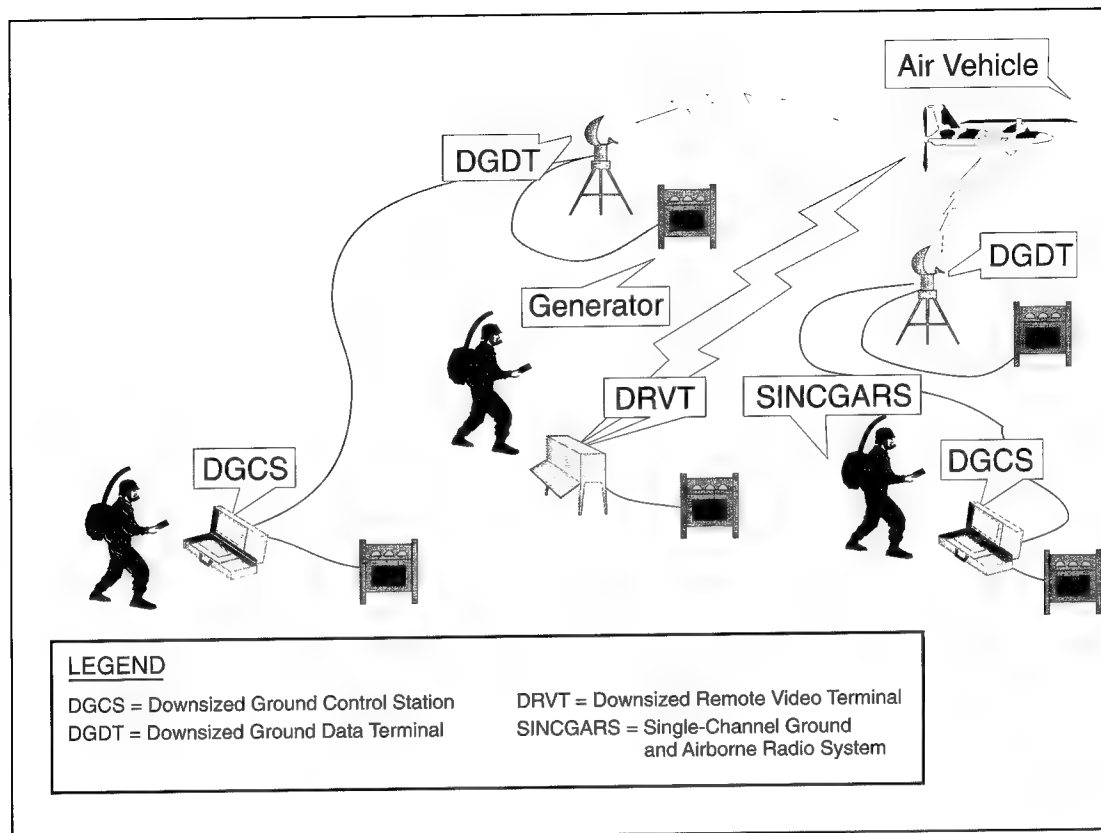 Air Vehicle
DGDT
DGDT
Generator
DRVT
SINCGARS
DGCS
DGCS
LEGEND
DGCS = Downsized Ground Control Station
DGDT = Downsized Ground Data Terminal
DRVT = Downsized Remote Video Terminal
SINCGARS = Single-Channel Ground
and Airborne Radio System